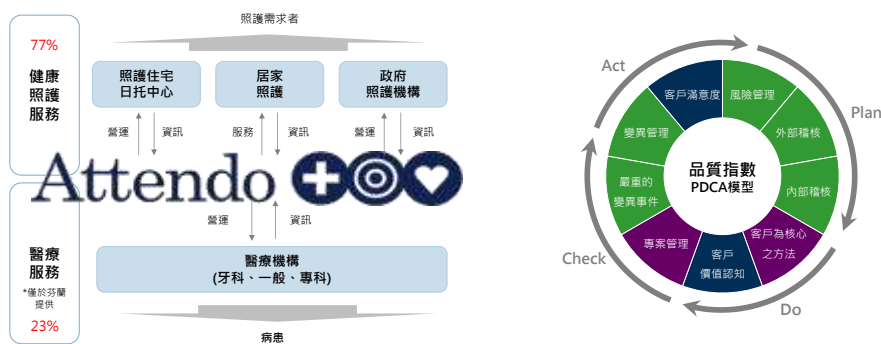 照護需求者
77%
健康
照護
服務
照護住宅
日托中心
居家
照護
政府
照護機構
營運
資訊
服務
資訊
營運
資訊
Attendo
營運
資訊
醫療
服務
*僅於芬蘭
提供
23%
醫療機構
(牙科、一般、專科)
病患
Act
Plan
Do
Check
客戶滿意度
風險管理
外部稽核
內部稽核
客戶為核心
之方法
客戶
價值認知
專案管理
嚴重的
變異事件
變異管理
品質指數
PDCA模型